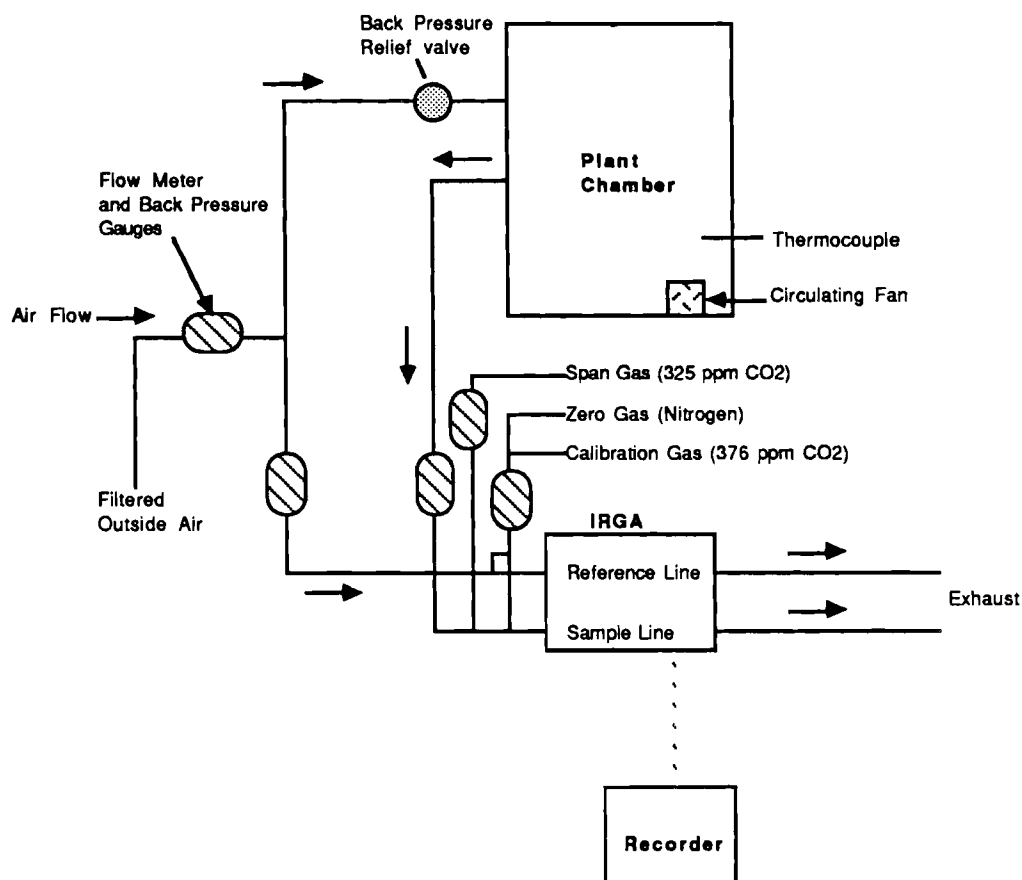 Back Pressure
Relief valve
Plant
Chamber
Flow Meter
and Back Pressure
Gauges
Thermocouple
Air Flow
Circulating Fan
Span Gas (325 ppm CO2)
Zero Gas (Nitrogen)
Calibration Gas (376 ppm CO2)
Filtered
Outside Air
IRGA
Reference Line
Exhaust
Sample Line
Recorder